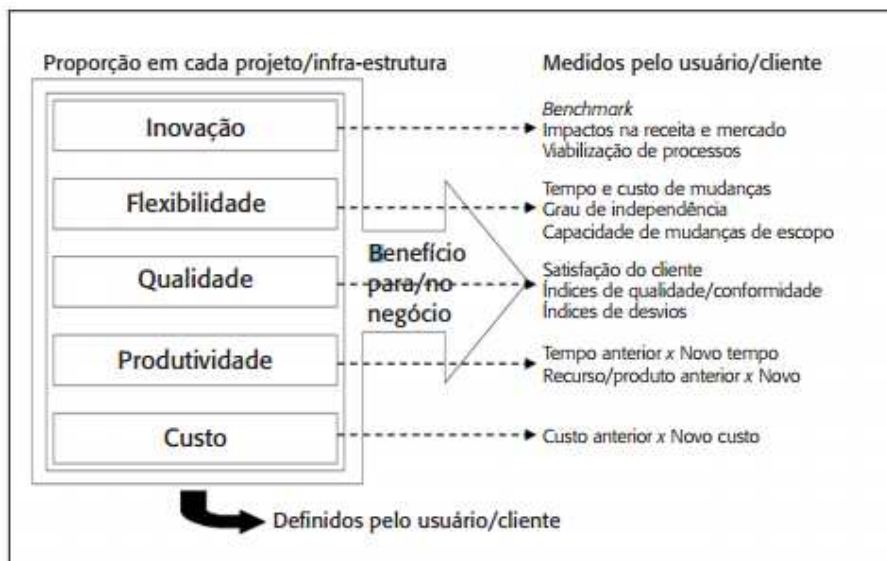 Proporção em cada projeto/infra-estrutura
Medidos pelo usuário/cliente
Inovação
Benchmark
Impactos na receita e mercado
Viabilização de processos
Flexibilidade
Tempo e custo de mudanças
Grau de independência
Capacidade de mudanças de escopo
Qualidade
Benefício
para/no
negócio
Satisfação do cliente
Índices de qualidade/conformidade
Índices de desvios
Produtividade
Tempo anterior x Novo tempo
Recurso/produto anterior x Novo
Custo
Custo anterior x Novo custo
Definidos pelo usuário/cliente